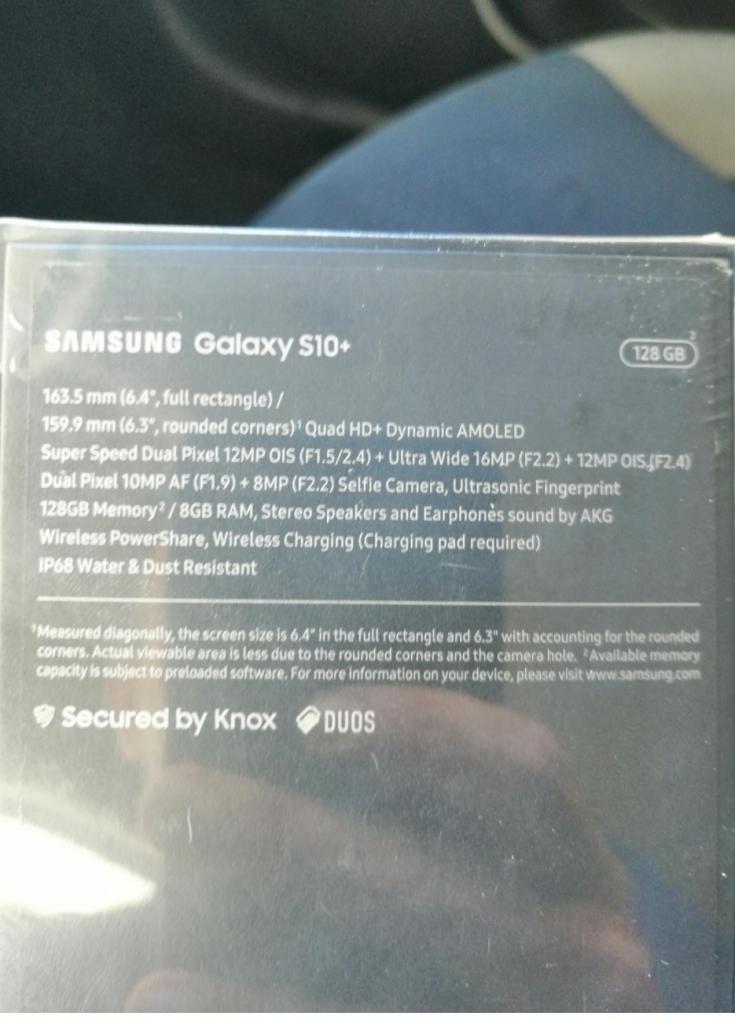 SAMSUNG Galaxy S10+
128 GB 2
163.5 mm (6.4", full rectangle) /
159.9 mm (6.3", rounded corners)¹ Quad HD+ Dynamic AMOLED
Super Speed Dual Pixel 12MP OIS (F1.5/2.4) + Ultra Wide 16MP (F2.2) + 12MP OIS (F2.4)
Dual Pixel 10MP AF (F1.9) + 8MP (F2.2) Selfie Camera, Ultrasonic Fingerprint
128GB Memory² / 8GB RAM, Stereo Speakers and Earphones sound by AKG
Wireless PowerShare, Wireless Charging (Charging pad required)
IP68 Water & Dust Resistant
¹Measured diagonally, the screen size is 6.4" in the full rectangle and 6.3" with accounting for the rounded
corners. Actual viewable area is less due to the rounded corners and the camera hole. ²Available memory
capacity is subject to preloaded software. For more information on your device, please visit www.samsung.com
Secured by Knox DUOS